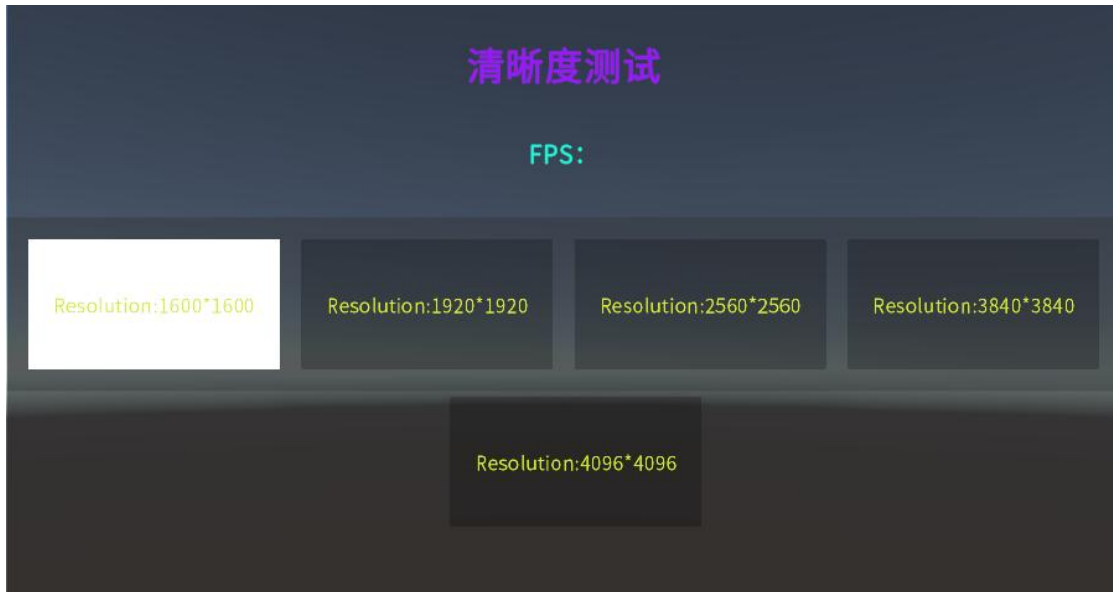 清晰度测试
FPS：
Resolution:1600*1600
Resolution:1920*1920
Resolution:2560*2560
Resolution:3840*3840
Resolution:4096*4096